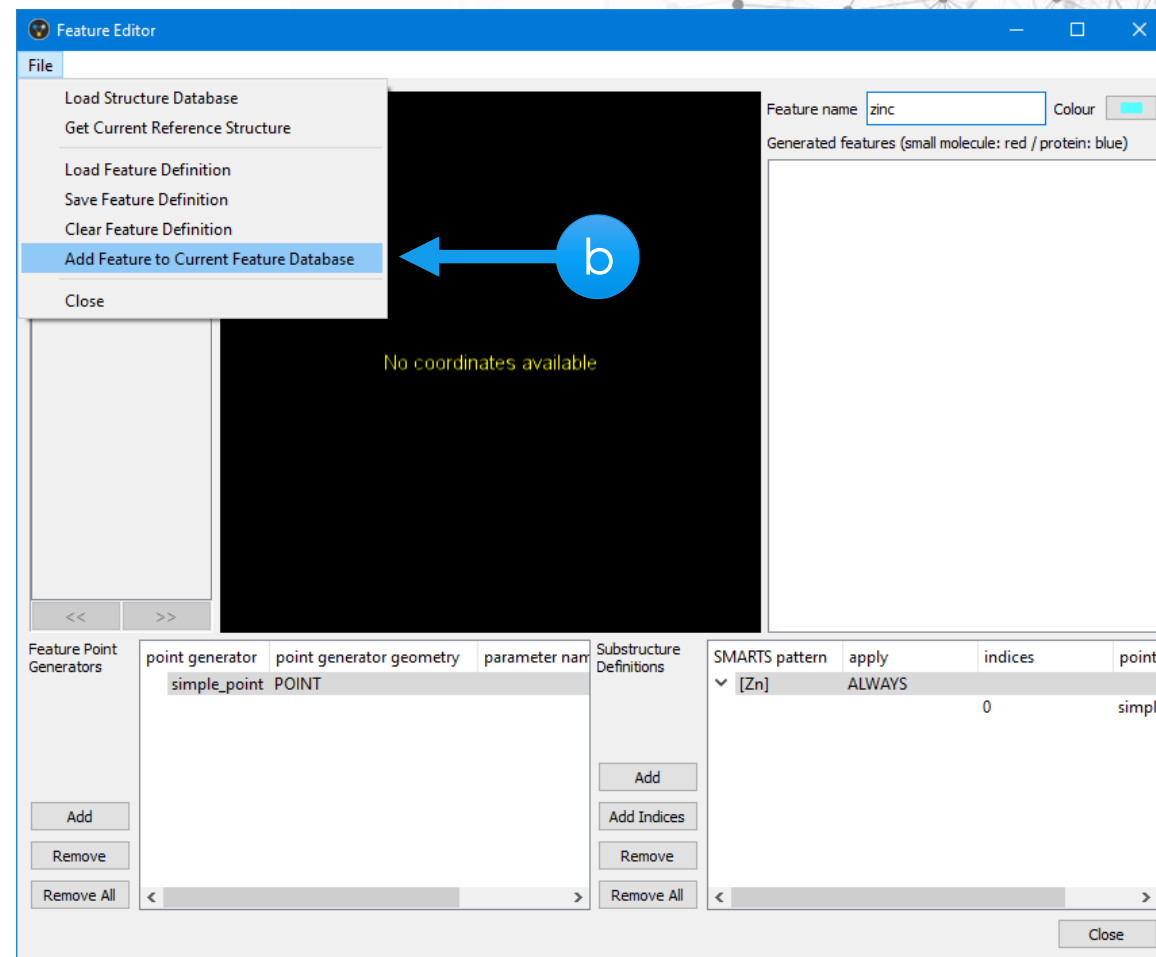 Feature Editor
File
Load Structure Database
Get Current Reference Structure
Load Feature Definition
Save Feature Definition
Clear Feature Definition
Add Feature to Current Feature Database
Close
b
Feature name zinc Colour
Generated features (small molecule: red / protein: blue)
No coordinates available
<< >>
Feature Point
Generators
point generator point generator geometry parameter nam
simple_point POINT
Add
Remove
Remove All
Substructure
Definitions
SMARTS pattern apply indices point
[Zn] ALWAYS
0 simpl
Add
Add Indices
Remove
Remove All
Close